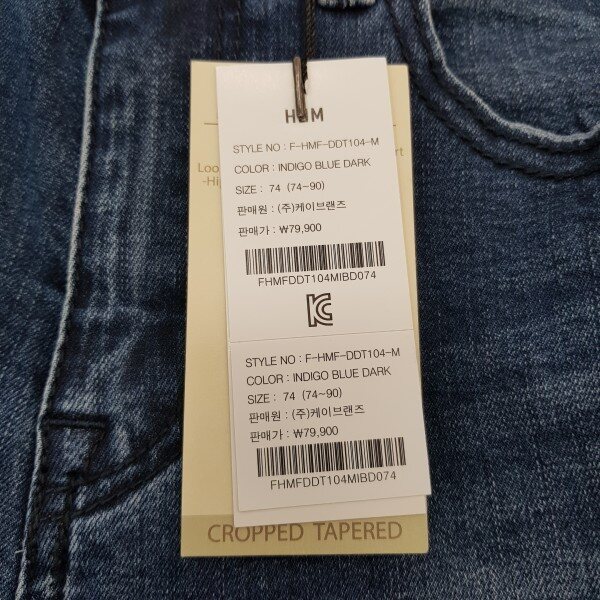 HUM
STYLE NO : F-HMF-DDT104-M
COLOR : INDIGO BLUE DARK
SIZE : 74 (74~90)
판매원 : (주)케이브랜즈
판매가 : ₩79,900
FHMFDDT104MIBD074
STYLE NO : F-HMF-DDT104-M
COLOR : INDIGO BLUE DARK
SIZE : 74 (74~90)
판매원 : (주)케이브랜즈
판매가 : ₩79,900
FHMFDDT104MIBD074
CROPPED TAPERED